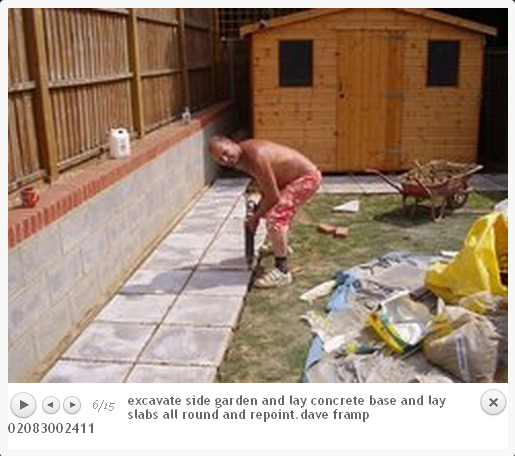 6/15
excavate side garden and lay concrete base and lay
slabs all round and repoint.dave framp
02083002411